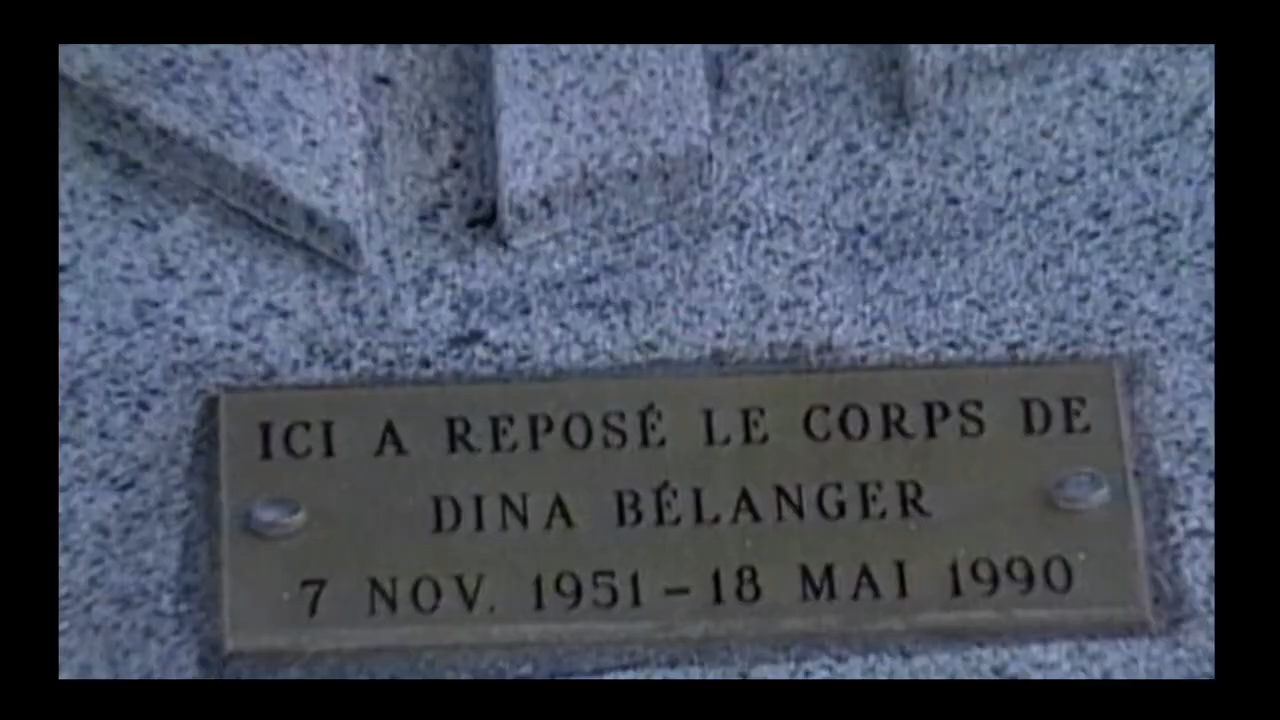 ICI A REPOSÉ LE CORPS DE
DINA BÉLANGER
7 NOV. 1951 – 18 MAI 1990